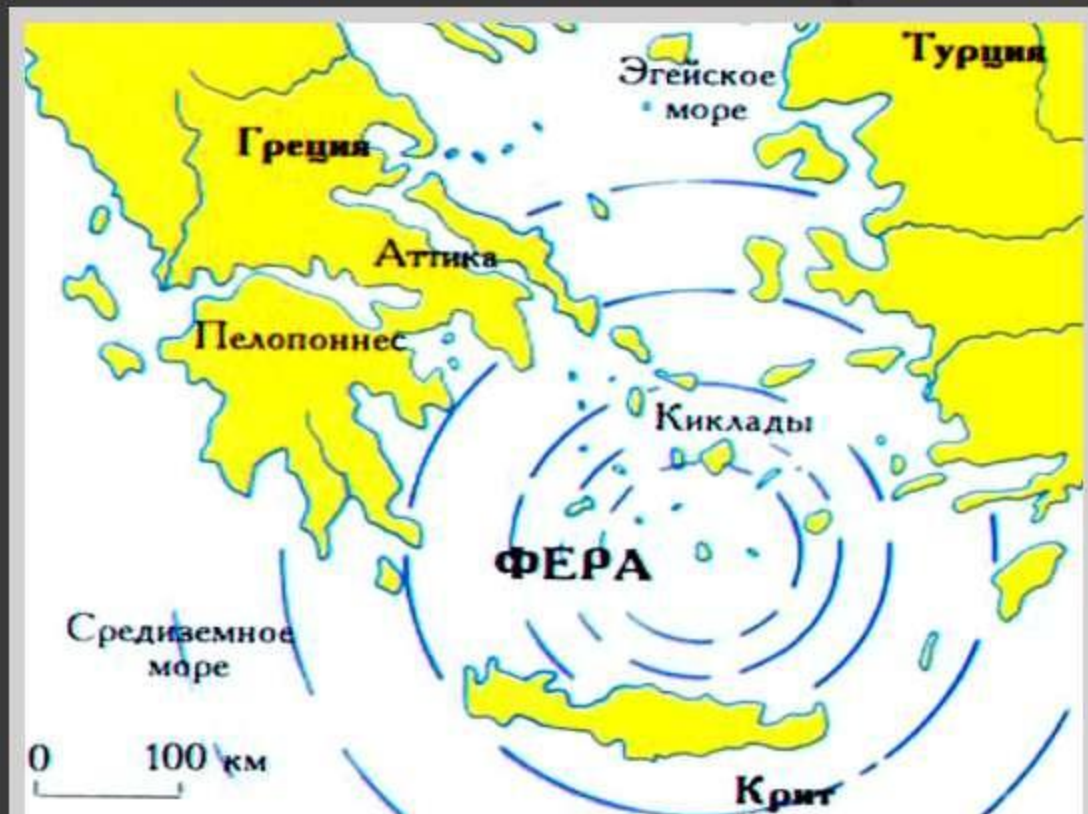 Турция
Эгейское
море
Греция
Аттика
Пелопоннес
Киклады
ФЕРА
Средиземное
море
0 100 км
Крит